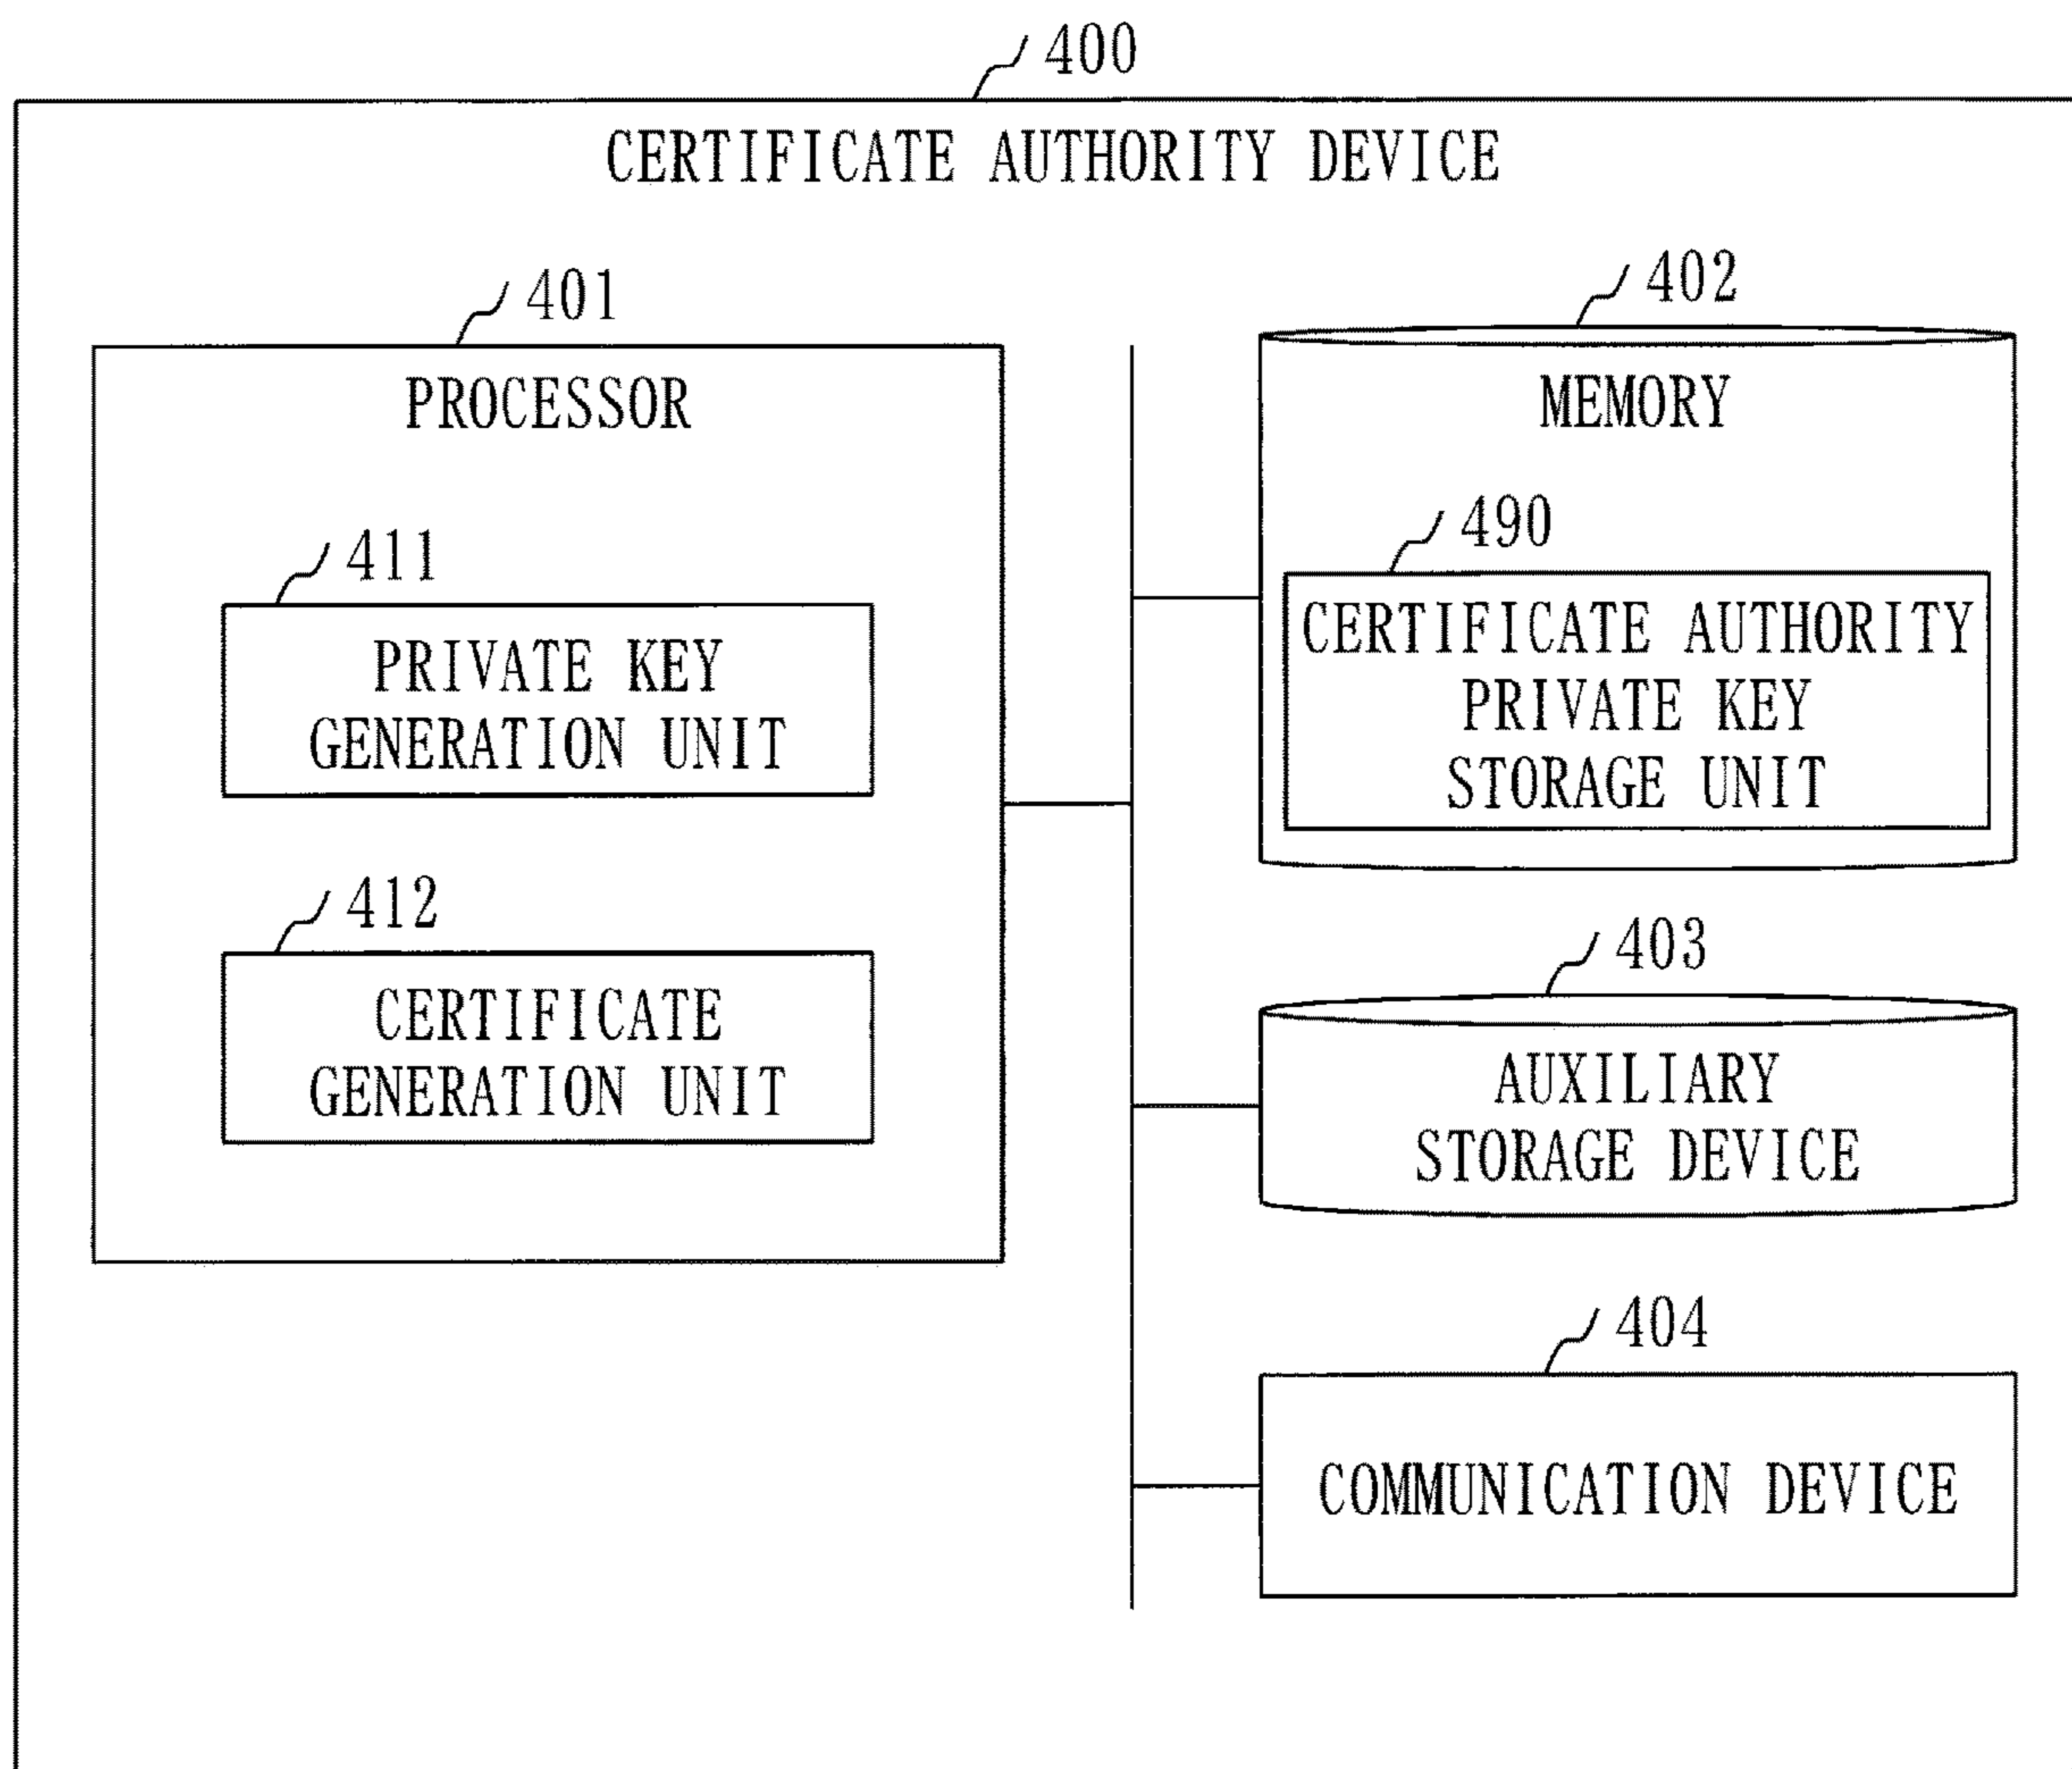 400
CERTIFICATE AUTHORITY DEVICE
401
PROCESSOR
411
PRIVATE KEY
GENERATION UNIT
412
CERTIFICATE
GENERATION UNIT
402
MEMORY
490
CERTIFICATE AUTHORITY
PRIVATE KEY
STORAGE UNIT
403
AUXILIARY
STORAGE DEVICE
404
COMMUNICATION DEVICE